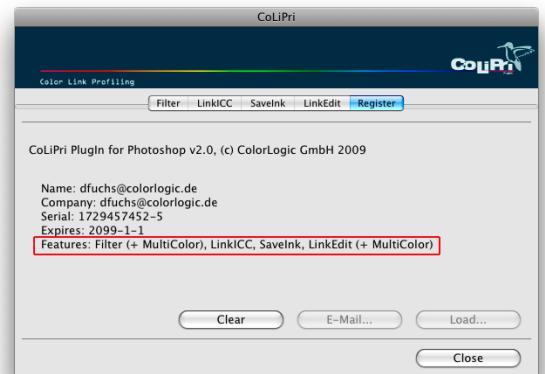 CoLiPri
CoLiPri
Color Link Profiling
Filter LinkICC SaveInk LinkEdit Register
CoLiPri PlugIn for Photoshop v2.0, (c) ColorLogic GmbH 2009
Name: dfuchs@colorlogic.de
Company: dfuchs@colorlogic.de
Serial: 1729457452-5
Expires: 2099-1-1
Features: Filter (+ MultiColor), LinkICC, SaveInk, LinkEdit (+ MultiColor)
Clear E-Mail... Load...
Close